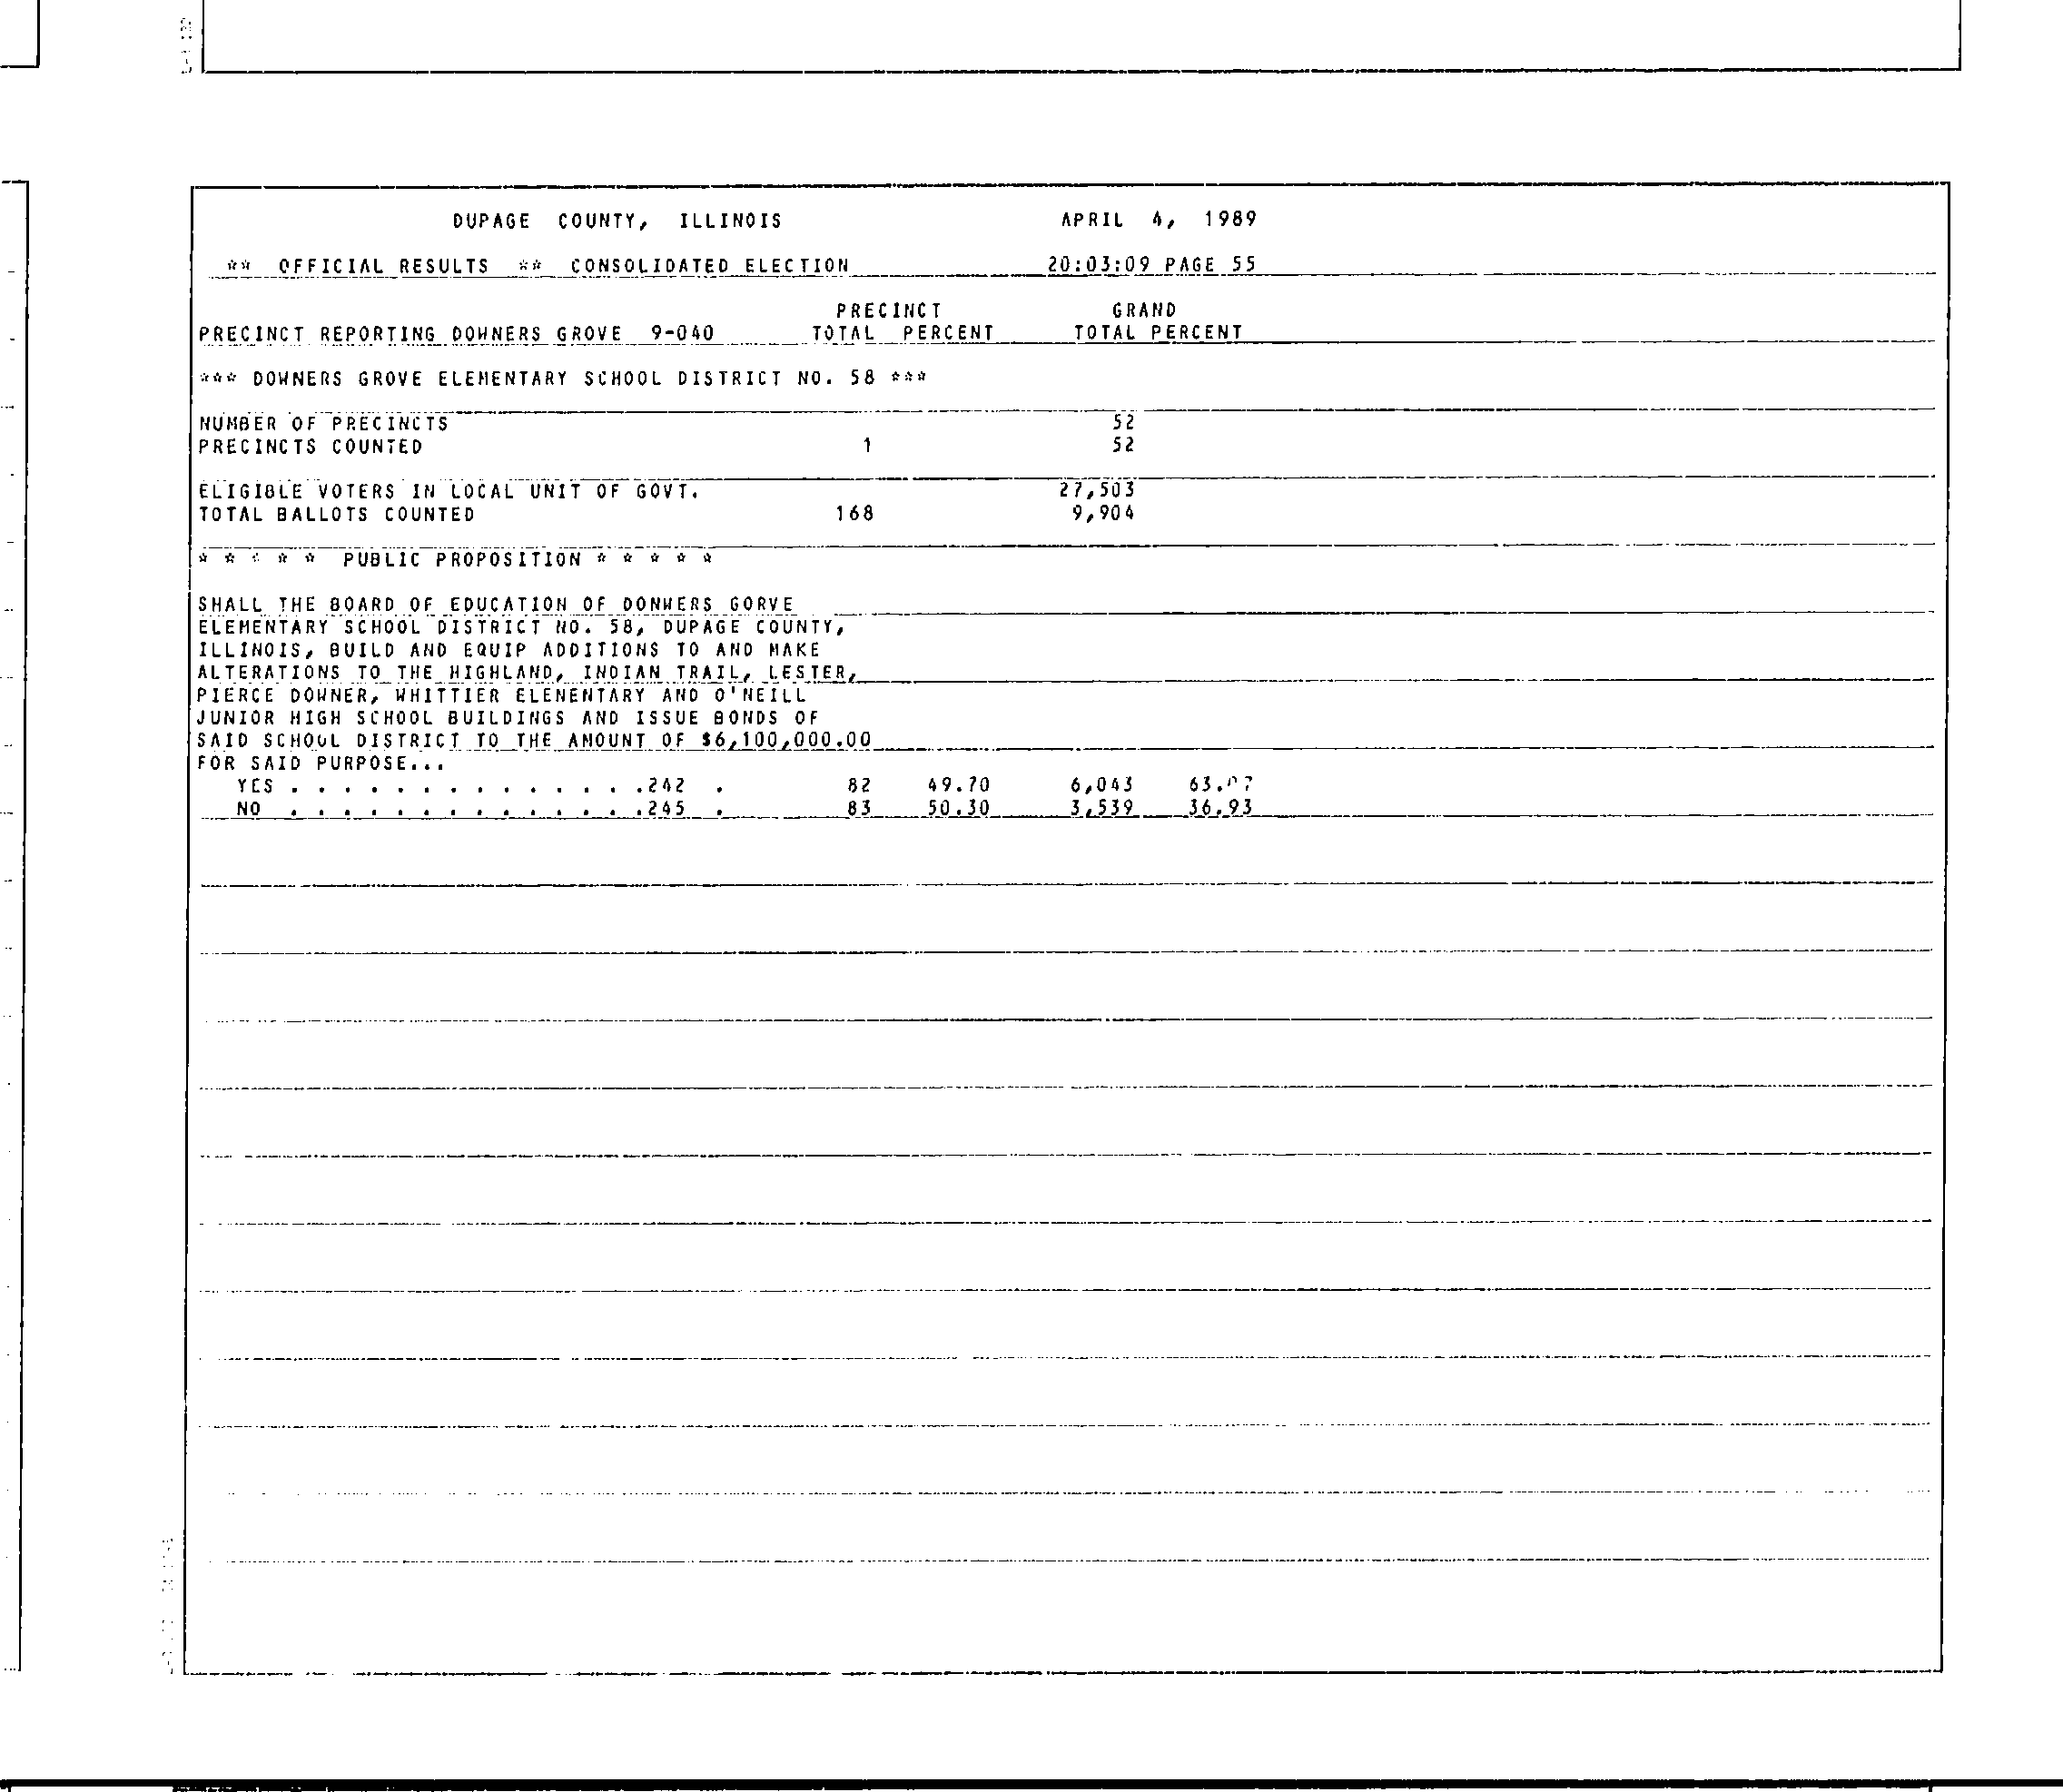 DUPAGE COUNTY, ILLINOIS APRIL 4, 1989
** OFFICIAL RESULTS ** CONSOLIDATED ELECTION 20:03:09 PAGE 55
PRECINCT GRAND
PRECINCT REPORTING DOWNERS GROVE 9-040 TOTAL PERCENT TOTAL PERCENT
*** DOWNERS GROVE ELEMENTARY SCHOOL DISTRICT NO. 58 ***
NUMBER OF PRECINCTS 52
PRECINCTS COUNTED 1 52
ELIGIBLE VOTERS IN LOCAL UNIT OF GOVT. 27,503
TOTAL BALLOTS COUNTED 168 9,904
* * * * * PUBLIC PROPOSITION * * * * *
SHALL THE BOARD OF EDUCATION OF DONWERS GORVE
ELEMENTARY SCHOOL DISTRICT NO. 58, DUPAGE COUNTY,
ILLINOIS, BUILD AND EQUIP ADDITIONS TO AND MAKE
ALTERATIONS TO THE HIGHLAND, INDIAN TRAIL, LESTER,
PIERCE DOWNER, WHITTIER ELENENTARY AND O'NEILL
JUNIOR HIGH SCHOOL BUILDINGS AND ISSUE BONDS OF
SAID SCHOOL DISTRICT TO THE AMOUNT OF $6,100,000.00
FOR SAID PURPOSE...
YES . . . . . . . . . . . . . .242 . 82 49.70 6,043
NO . . . . . . . . . . . . . .245 . 83 50.30 3,539 36.93